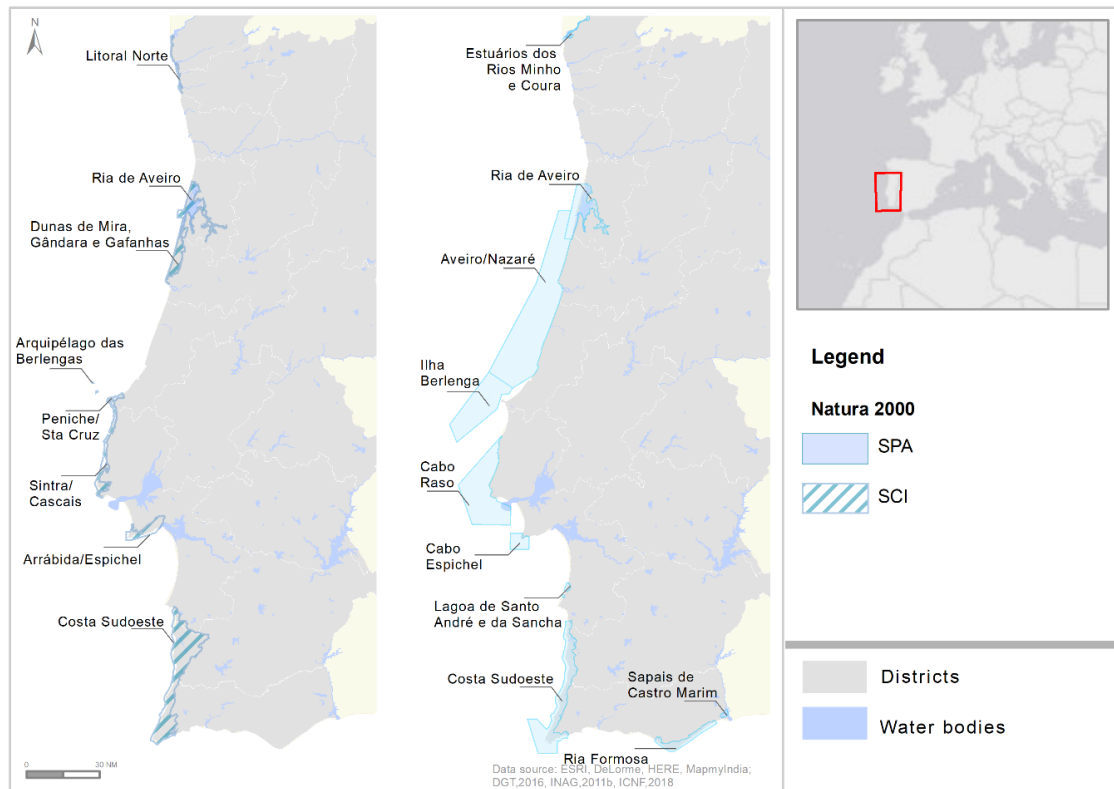 N
Litoral Norte
Ria de Aveiro
Dunas de Mira,
Gândara e Gafanhas
Arquipélago das
Berlengas
Peniche/
Sta Cruz
Sintra/
Cascais
Arrábida/Espichel
Costa Sudoeste
0 30 NM
Estuários dos
Rios Minho
e Coura
Ria de Aveiro
Aveiro/Nazaré
Ilha
Berlenga
Cabo
Raso
Cabo
Espichel
Lagoa de Santo
André e da Sancha
Costa Sudoeste
Sapais de
Castro Marim
Ria Formosa
Data source: ESRI, DeLorme, HERE, MapmyIndia;
DGT,2016, INAG,2011b, ICNF,2018
Legend
Natura 2000
SPA
SCI
Districts
Water bodies